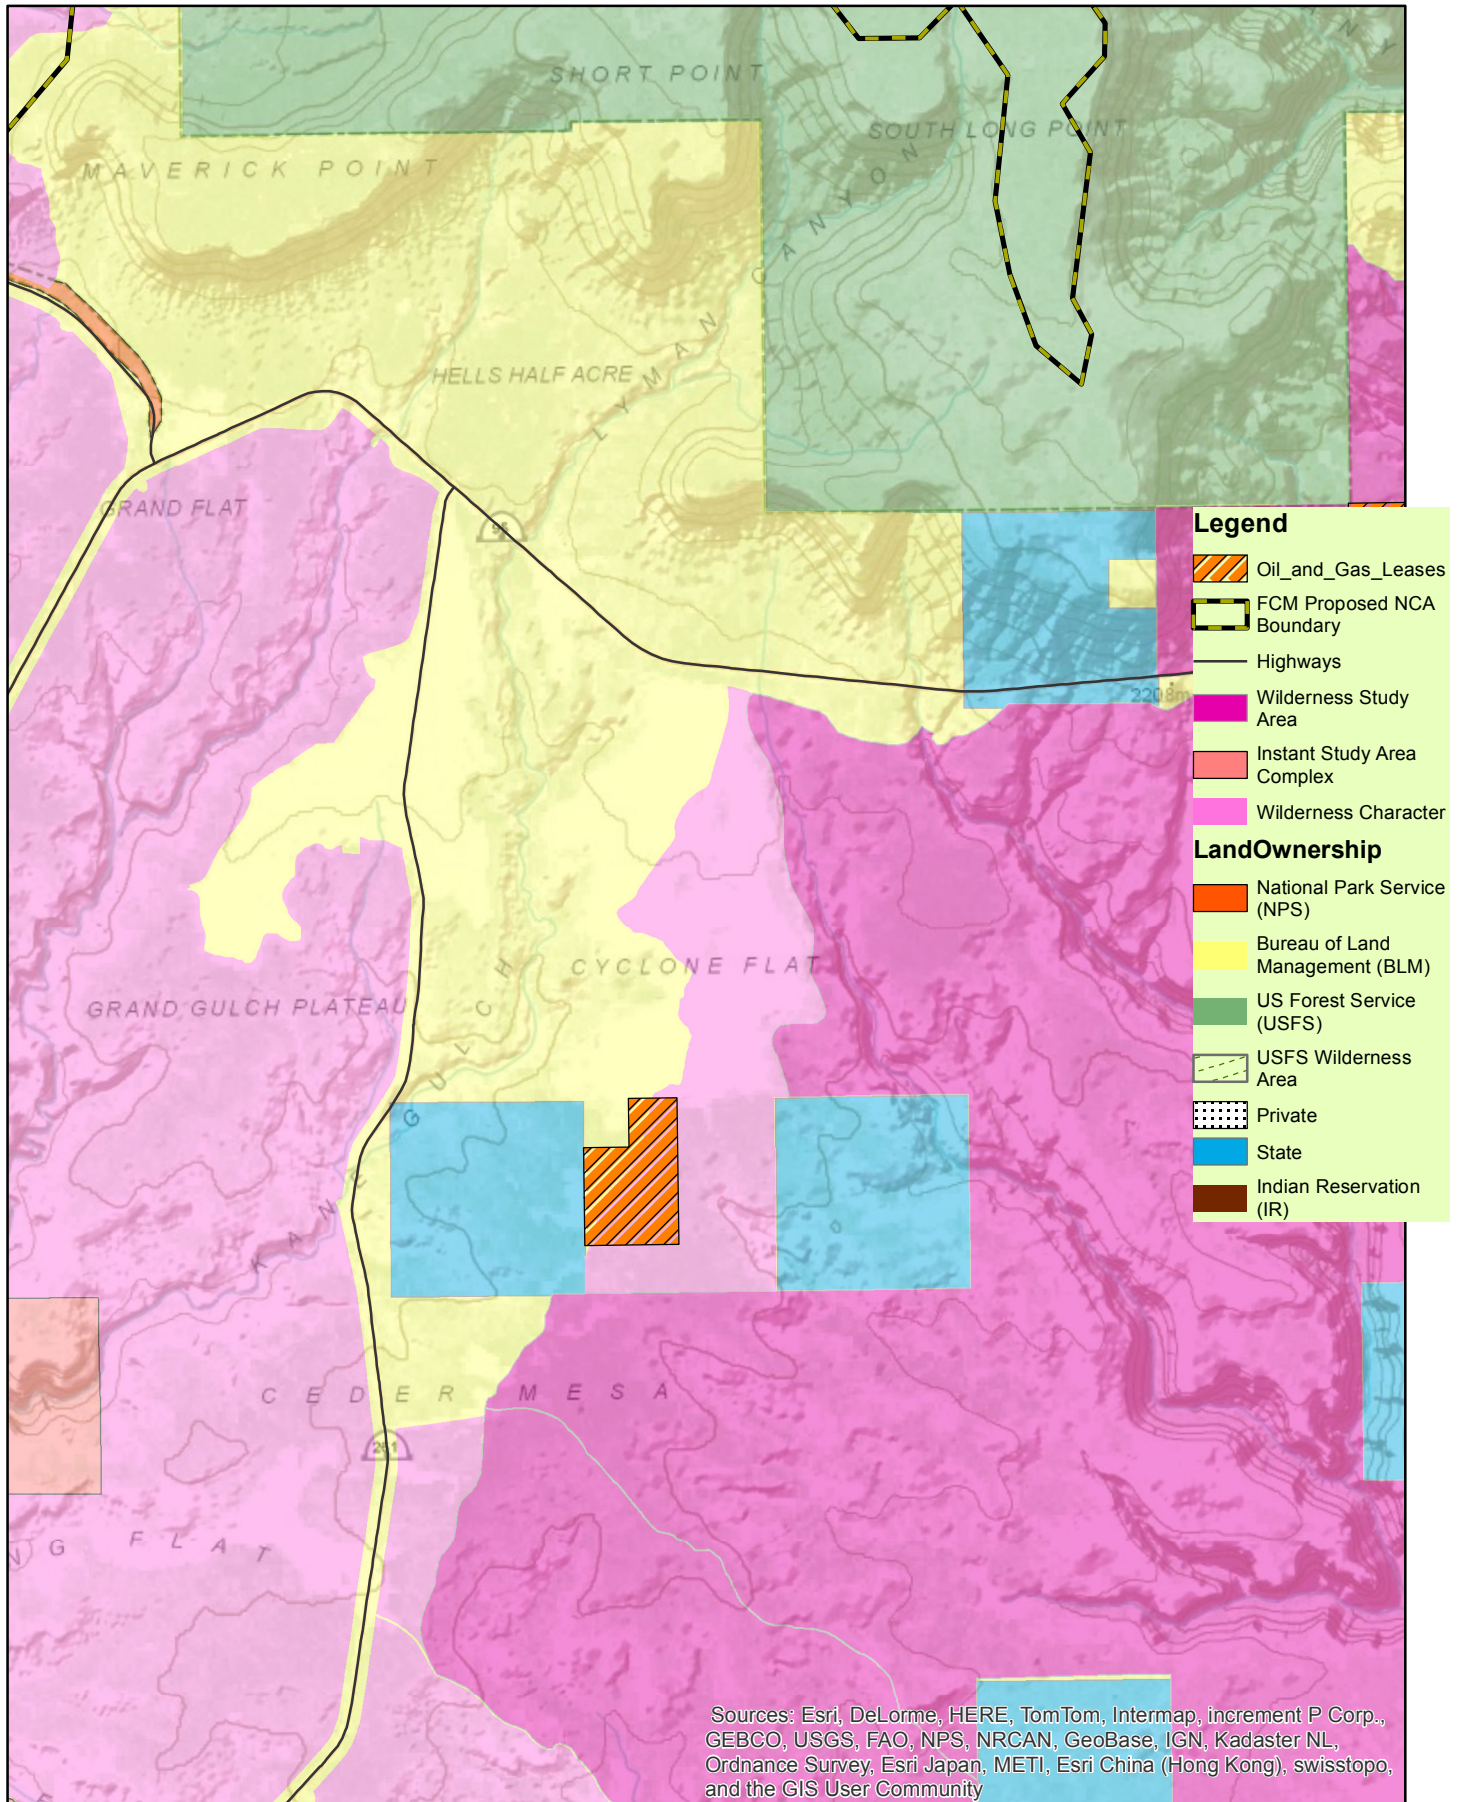 SHORT POINT
SOUTH LONG POINT
MAVERICK POINT
LYMAN CANYON
HELLS HALF ACRE
GRAND FLAT
95
2208m
Legend
Oil_and_Gas_Leases
FCM Proposed NCA
Boundary
Highways
Wilderness Study
Area
Instant Study Area
Complex
Wilderness Character
LandOwnership
National Park Service
(NPS)
Bureau of Land
Management (BLM)
US Forest Service
(USFS)
USFS Wilderness
Area
Private
State
Indian Reservation
(IR)
CYCLONE FLAT
GRAND GULCH PLATEAU
KANE GULCH
CEDER MESA
261
NG FLAT
Sources: Esri, DeLorme, HERE, TomTom, Intermap, increment P Corp.,
GEBCO, USGS, FAO, NPS, NRCAN, GeoBase, IGN, Kadaster NL,
Ordnance Survey, Esri Japan, METI, Esri China (Hong Kong), swisstopo,
and the GIS User Community